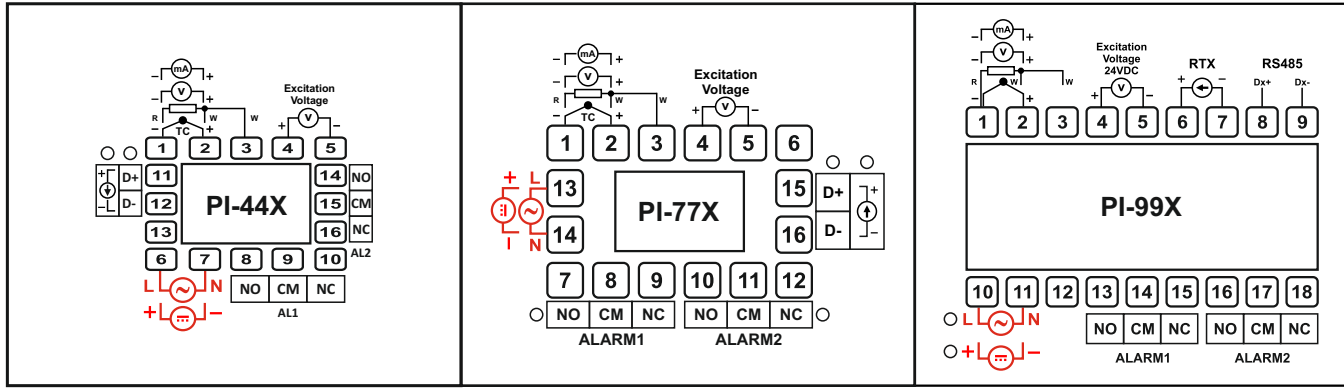 mA
− +
V
− +
R W W
− TC +
Excitation
Voltage
V
+ −
1 2 3 4 5
11 14 NO
12 15 CM
13 16 NC
AL2
+ D+
− D-
PI-44X
6 7 8 9 10
L N NO CM NC
+ − AL1
mA
− +
V
− +
R W W
− TC +
Excitation
Voltage
V
+ −
1 2 3 4 5 6
+ L 13
− N 14
PI-77X
15 D+ +
16 D- −
7 8 9 10 11 12
NO CM NC NO CM NC
ALARM1 ALARM2
mA
− +
V
− +
R W W
− +
Excitation
Voltage
24VDC
V
+ −
RTX
+ −
RS485
Dx+ Dx-
1 2 3 4 5 6 7 8 9
PI-99X
10 11 12 13 14 15 16 17 18
L N NO CM NC NO CM NC
+ − ALARM1 ALARM2